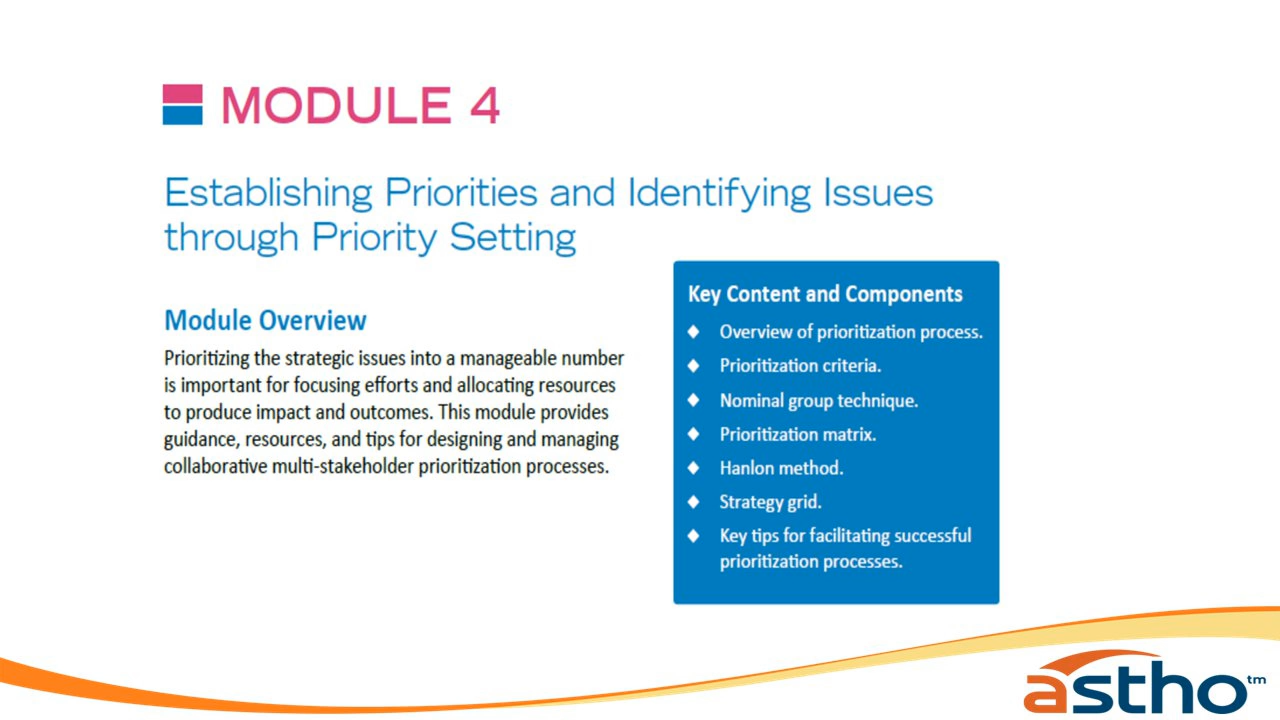 MODULE 4
Establishing Priorities and Identifying Issues
through Priority Setting
Module Overview
Prioritizing the strategic issues into a manageable number
is important for focusing efforts and allocating resources
to produce impact and outcomes. This module provides
guidance, resources, and tips for designing and managing
collaborative multi-stakeholder prioritization processes.
Key Content and Components
Overview of prioritization process.
Prioritization criteria.
Nominal group technique.
Prioritization matrix.
Hanlon method.
Strategy grid.
Key tips for facilitating successful
prioritization processes.
astho™